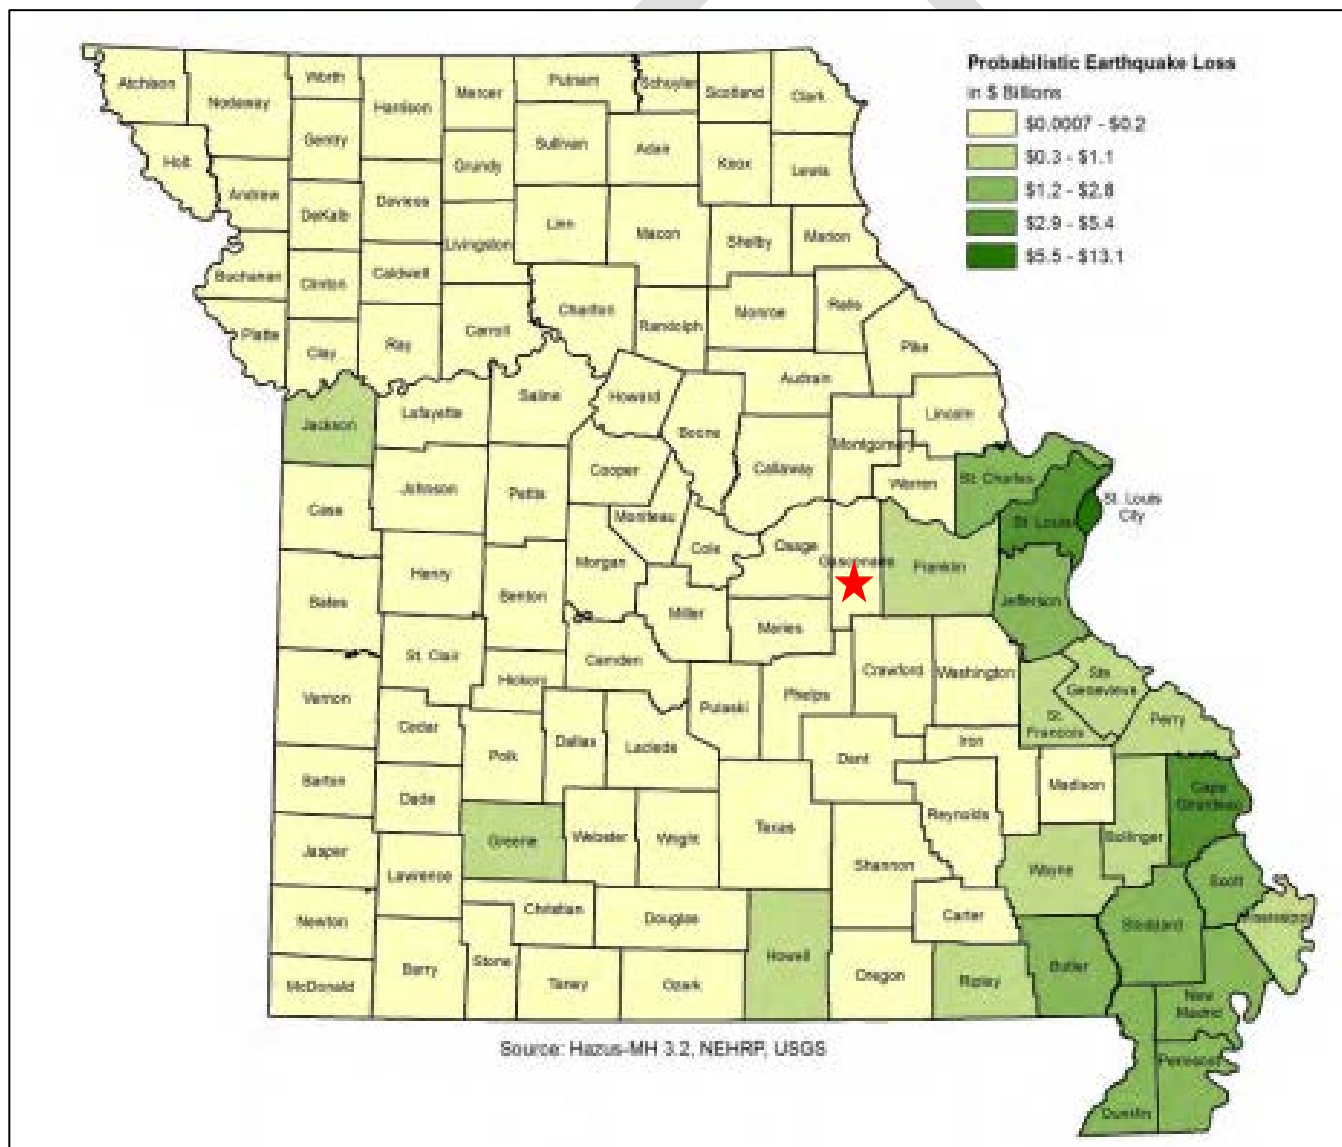 Probabilistic Earthquake Loss
in $ Billions
$0.0007 - $0.2
$0.3 - $1.1
$1.2 - $2.8
$2.9 - $5.4
$5.5 - $13.1
Atchison
Nodaway
Worth
Harrison
Mercer
Putnam
Schuyler
Scotland
Clark
Gentry
Sullivan
Adair
Knox
Lewis
Holt
Andrew
DeKalb
Daviess
Grundy
Linn
Macon
Shelby
Marion
Livingston
Buchanan
Clinton
Caldwell
Chariton
Randolph
Monroe
Ralls
Platte
Clay
Ray
Carroll
Pike
Audrain
Jackson
Lafayette
Saline
Howard
Boone
Lincoln
Montgomery
Callaway
Cooper
Warren
St. Charles
Johnson
Pettis
Cass
Moniteau
St. Louis
St. Louis
City
Cole
Osage
Gasconade
Franklin
Morgan
Henry
Benton
Bates
Miller
Maries
Jefferson
St. Clair
Camden
Hickory
Crawford
Washington
Ste
Genevieve
Vernon
Pulaski
Phelps
St.
Francois
Perry
Cedar
Polk
Dallas
Laclede
Iron
Dent
Barton
Dade
Madison
Cape
Girardeau
Reynolds
Texas
Greene
Webster
Wright
Bollinger
Jasper
Lawrence
Shannon
Wayne
Scott
Newton
Christian
Douglas
Carter
Stoddard
Mississippi
McDonald
Barry
Stone
Taney
Ozark
Howell
Oregon
Ripley
Butler
New
Madrid
Pemiscot
Dunklin
Source: Hazus-MH 3.2, NEHRP, USGS